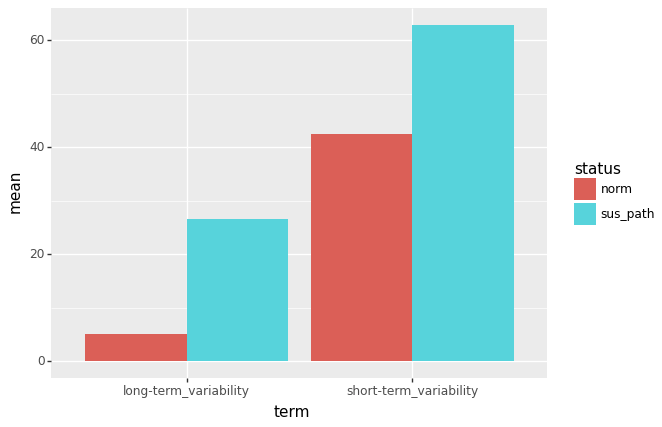 60
40
20
0
mean
long-term_variability
short-term_variability
term
status
norm
sus_path